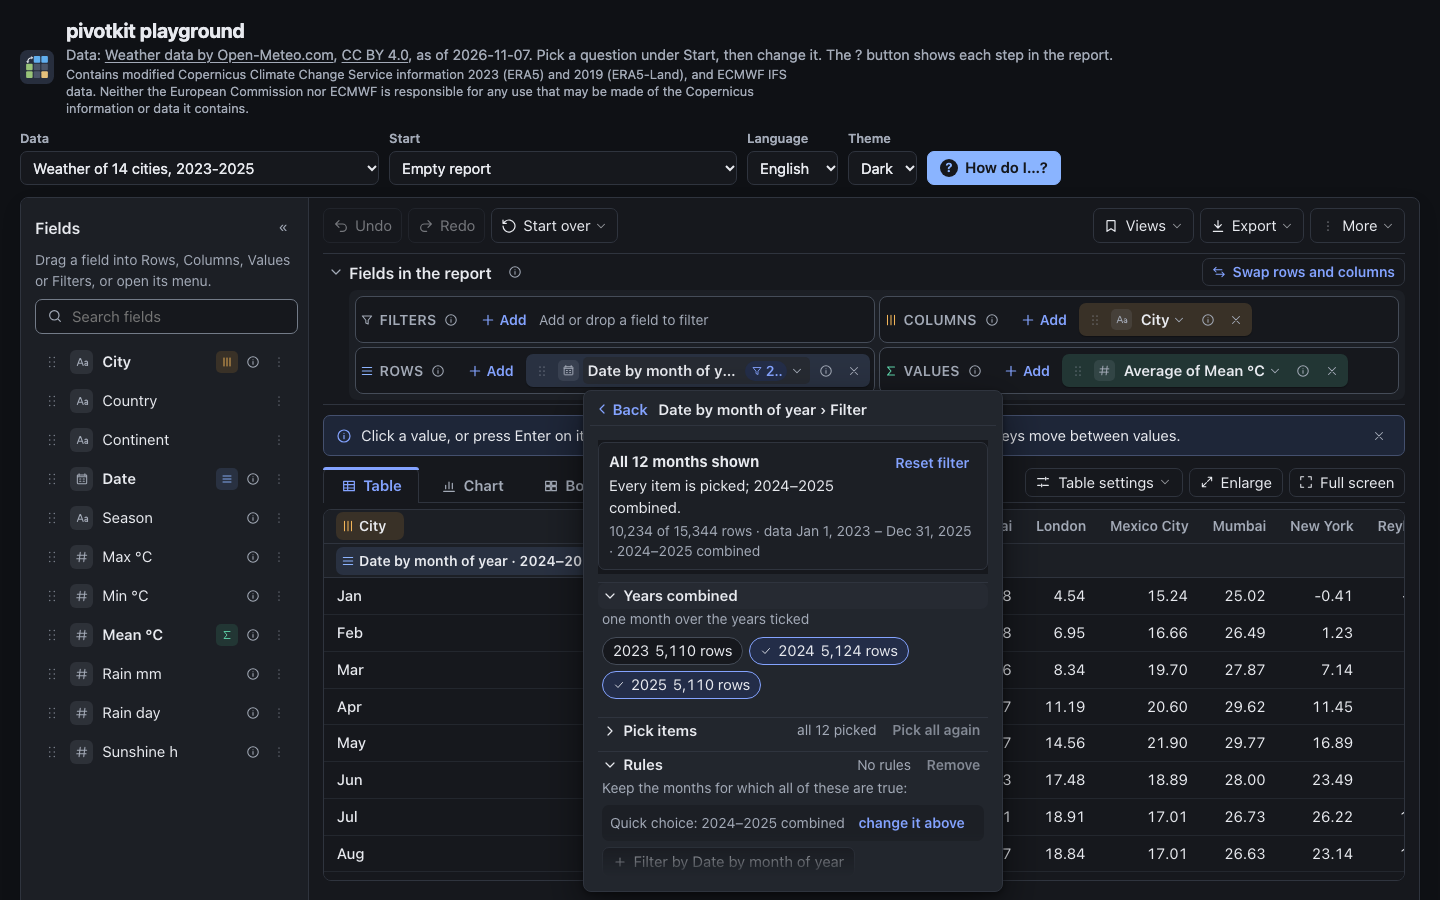 pivotkit playground
Data: Weather data by Open-Meteo.com, CC BY 4.0, as of 2026-11-07. Pick a question under Start, then change it. The ? button shows each step in the report.
Contains modified Copernicus Climate Change Service information 2023 (ERA5) and 2019 (ERA5-Land), and ECMWF IFS
data. Neither the European Commission nor ECMWF is responsible for any use that may be made of the Copernicus
information or data it contains.
Data
Start
Language
Theme
Weather of 14 cities, 2023-2025
Empty report
English
Dark
? How do I...?
Fields
«
Drag a field into Rows, Columns, Values
or Filters, or open its menu.
Search fields
Aa City
Aa Country
Aa Continent
Date
Aa Season
# Max °C
# Min °C
# Mean °C Σ
# Rain mm
# Rain day
# Sunshine h
Undo
Redo
Start over
Views
Export
More
Fields in the report
Swap rows and columns
FILTERS
+ Add
Add or drop a field to filter
COLUMNS
+ Add
Aa City
ROWS
+ Add
Date by month of y... 2..
Σ VALUES
+ Add
# Average of Mean °C
Click a value, or press Enter on it
eys move between values.
Table
Chart
Bo
Table settings
Enlarge
Full screen
City
Date by month of year · 2024–20
ai London Mexico City Mumbai New York Reyk
Jan 8 4.54 15.24 25.02 -0.41
Feb 8 6.95 16.66 26.49 1.23
Mar 6 8.34 19.70 27.87 7.14
Apr 7 11.19 20.60 29.62 11.45
May 7 14.56 21.90 29.77 16.89
Jun 3 17.48 18.89 28.00 23.49
Jul 1 18.91 17.01 26.73 26.22
Aug 7 18.84 17.01 26.63 23.14
Back
Date by month of year › Filter
All 12 months shown
Reset filter
Every item is picked; 2024–2025
combined.
10,234 of 15,344 rows · data Jan 1, 2023 – Dec 31, 2025
· 2024–2025 combined
Years combined
one month over the years ticked
2023 5,110 rows
2024 5,124 rows
2025 5,110 rows
Pick items
all 12 picked
Pick all again
Rules
No rules
Remove
Keep the months for which all of these are true:
Quick choice: 2024–2025 combined
change it above
+ Filter by Date by month of year